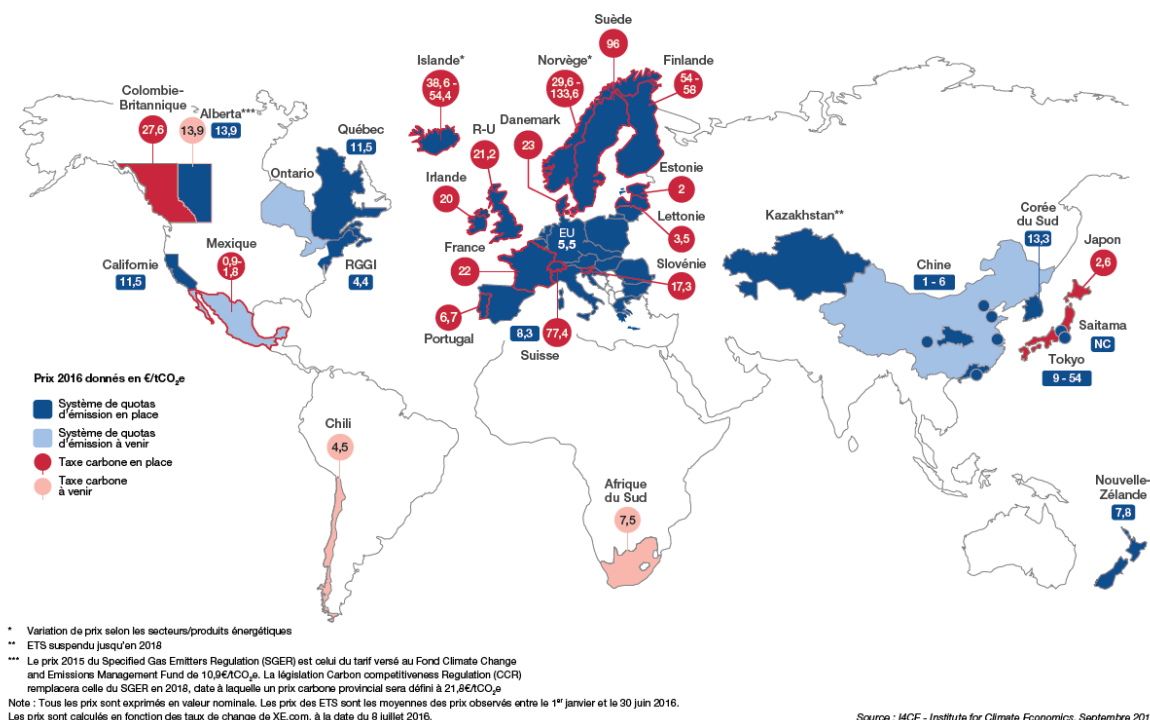 Suède
96
Islande*
38,6 -
54,4
Norvège*
29,6 -
133,6
Finlande
54 -
58
Colombie-
Britannique
27,6
Alberta***
13,9
13,9
Québec
11,5
R-U
21,2
Danemark
23
Ontario
Irlande
20
Estonie
2
Lettonie
3,5
EU
5,5
Kazakhstan**
Corée
du Sud
13,3
Japon
2,6
Mexique
0,9-
1,8
Californie
11,5
RGGI
4,4
France
22
Slovénie
17,3
Chine
1 - 6
Portugal
6,7
8,3
77,4
Suisse
Saitama
NC
Tokyo
9 - 54
Prix 2016 donnés en €/tCO₂e
Système de quotas
d'émission en place
Système de quotas
d'émission à venir
Taxe carbone en place
Taxe carbone
à venir
Chili
4,5
Afrique
du Sud
7,5
Nouvelle-
Zélande
7,8
* Variation de prix selon les secteurs/produits énergétiques
** ETS suspendu jusqu'en 2018
*** Le prix 2015 du Specified Gas Emitters Regulation (SGER) est celui du tarif versé au Fond Climate Change
and Emissions Management Fund de 10,9€/tCO₂e. La législation Carbon competitiveness Regulation (CCR)
remplacera celle du SGER en 2018, date à laquelle un prix carbone provincial sera défini à 21,8€/tCO₂e
Note : Tous les prix sont exprimés en valeur nominale. Les prix des ETS sont les moyennes des prix observés entre le 1er janvier et le 30 juin 2016.
Les prix sont calculés en fonction des taux de change de XE.com, à la date du 8 juillet 2016.
Source : I4CE - Institute for Climate Economics, Septembre 201